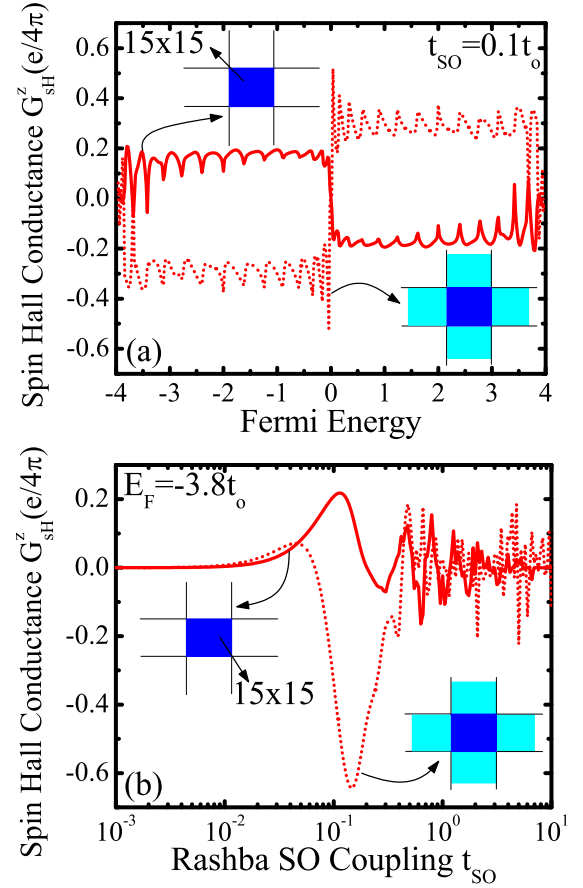 15x15
t_SO=0.1t_o
Spin Hall Conductance G^z_sH(e/4π)
0.6
0.4
0.2
0.0
-0.2
-0.4
-0.6
(a)
-4 -3 -2 -1 0 1 2 3 4
Fermi Energy
E_F=-3.8t_o
Spin Hall Conductance G^z_sH(e/4π)
0.2
0.0
-0.2
-0.4
-0.6
15x15
(b)
10^-3 10^-2 10^-1 10^0 10^1
Rashba SO Coupling t_SO